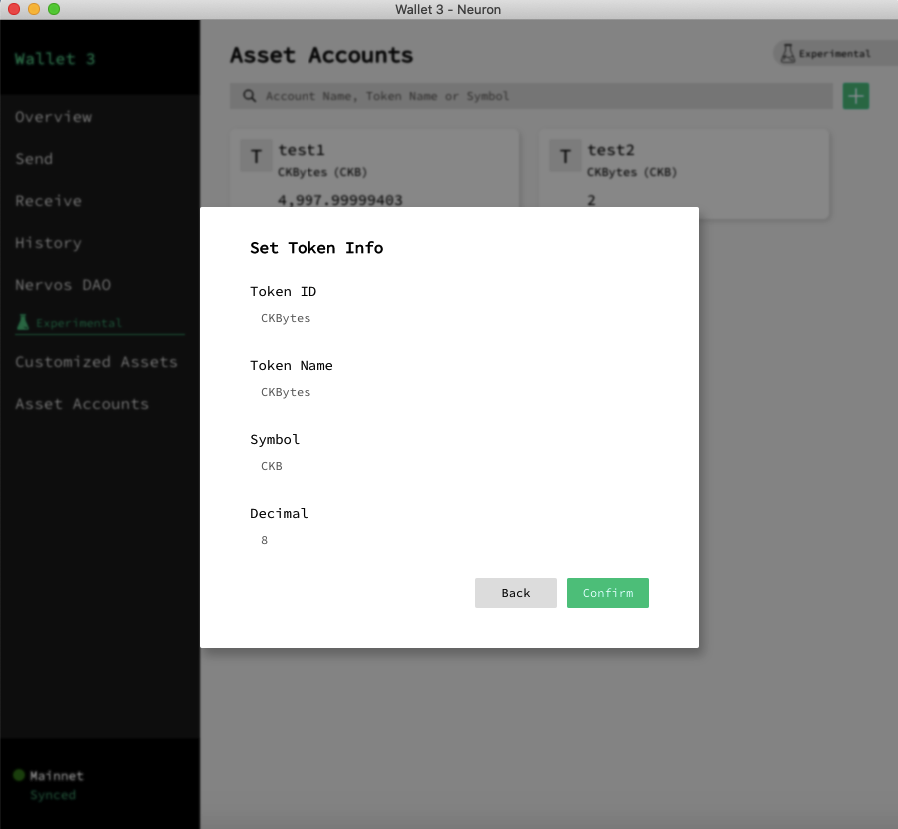 Wallet 3 - Neuron
Wallet 3
Overview
Send
Receive
History
Nervos DAO
Experimental
Customized Assets
Asset Accounts
Mainnet
Synced
Asset Accounts
Experimental
Account Name, Token Name or Symbol
T
test1
CKBytes (CKB)
4,997.99999403
T
test2
CKBytes (CKB)
2
Set Token Info
Token ID
CKBytes
Token Name
CKBytes
Symbol
CKB
Decimal
8
Back
Confirm